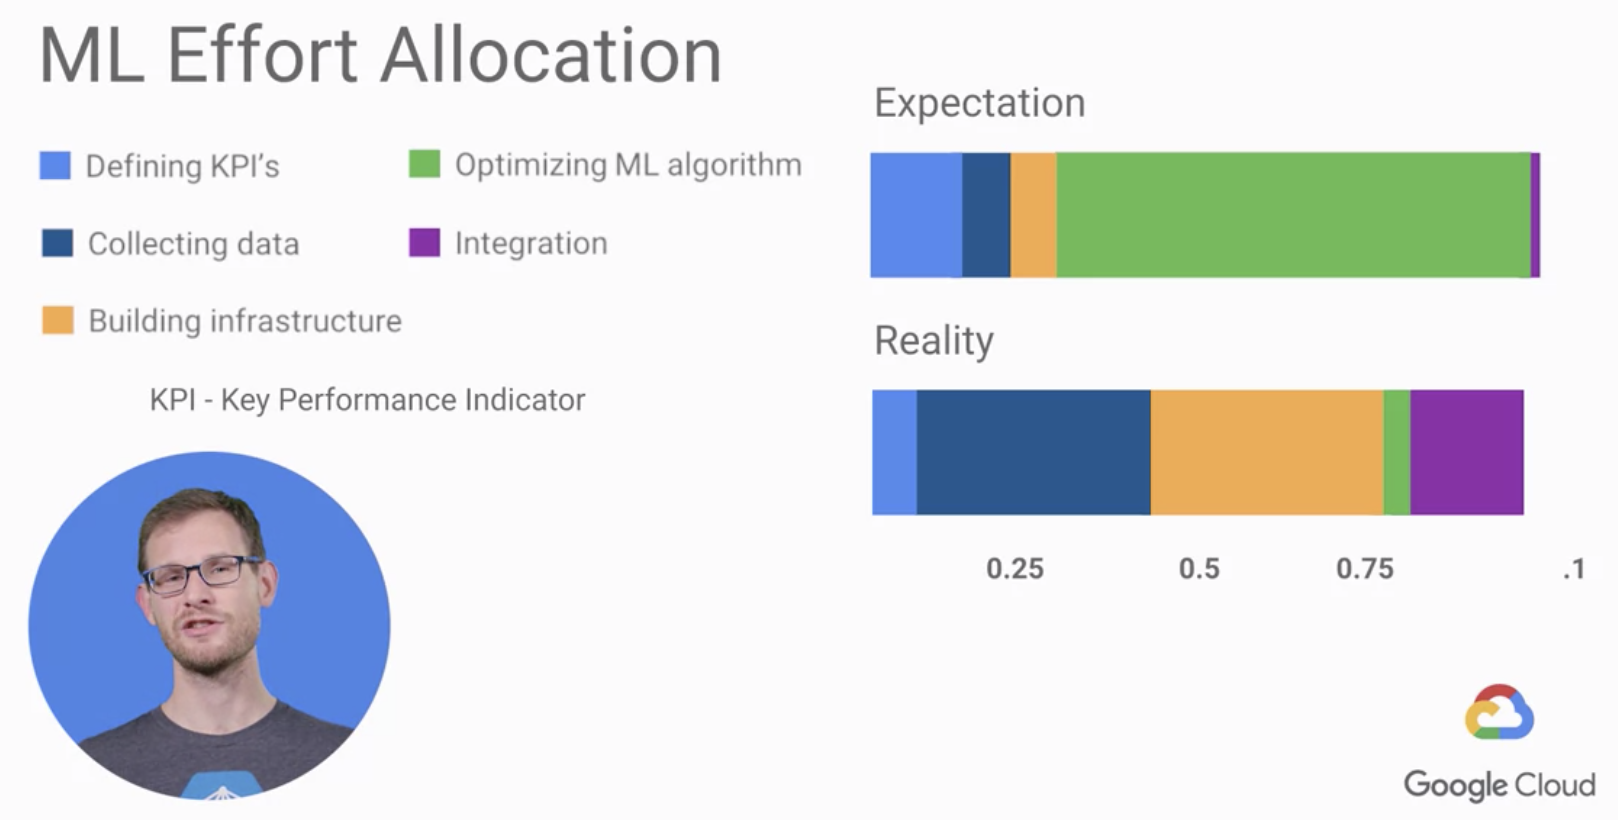 ML Effort Allocation
Defining KPI’s
Optimizing ML algorithm
Collecting data
Integration
Building infrastructure
KPI - Key Performance Indicator
Expectation
Reality
0.25 0.5 0.75 .1
Google Cloud